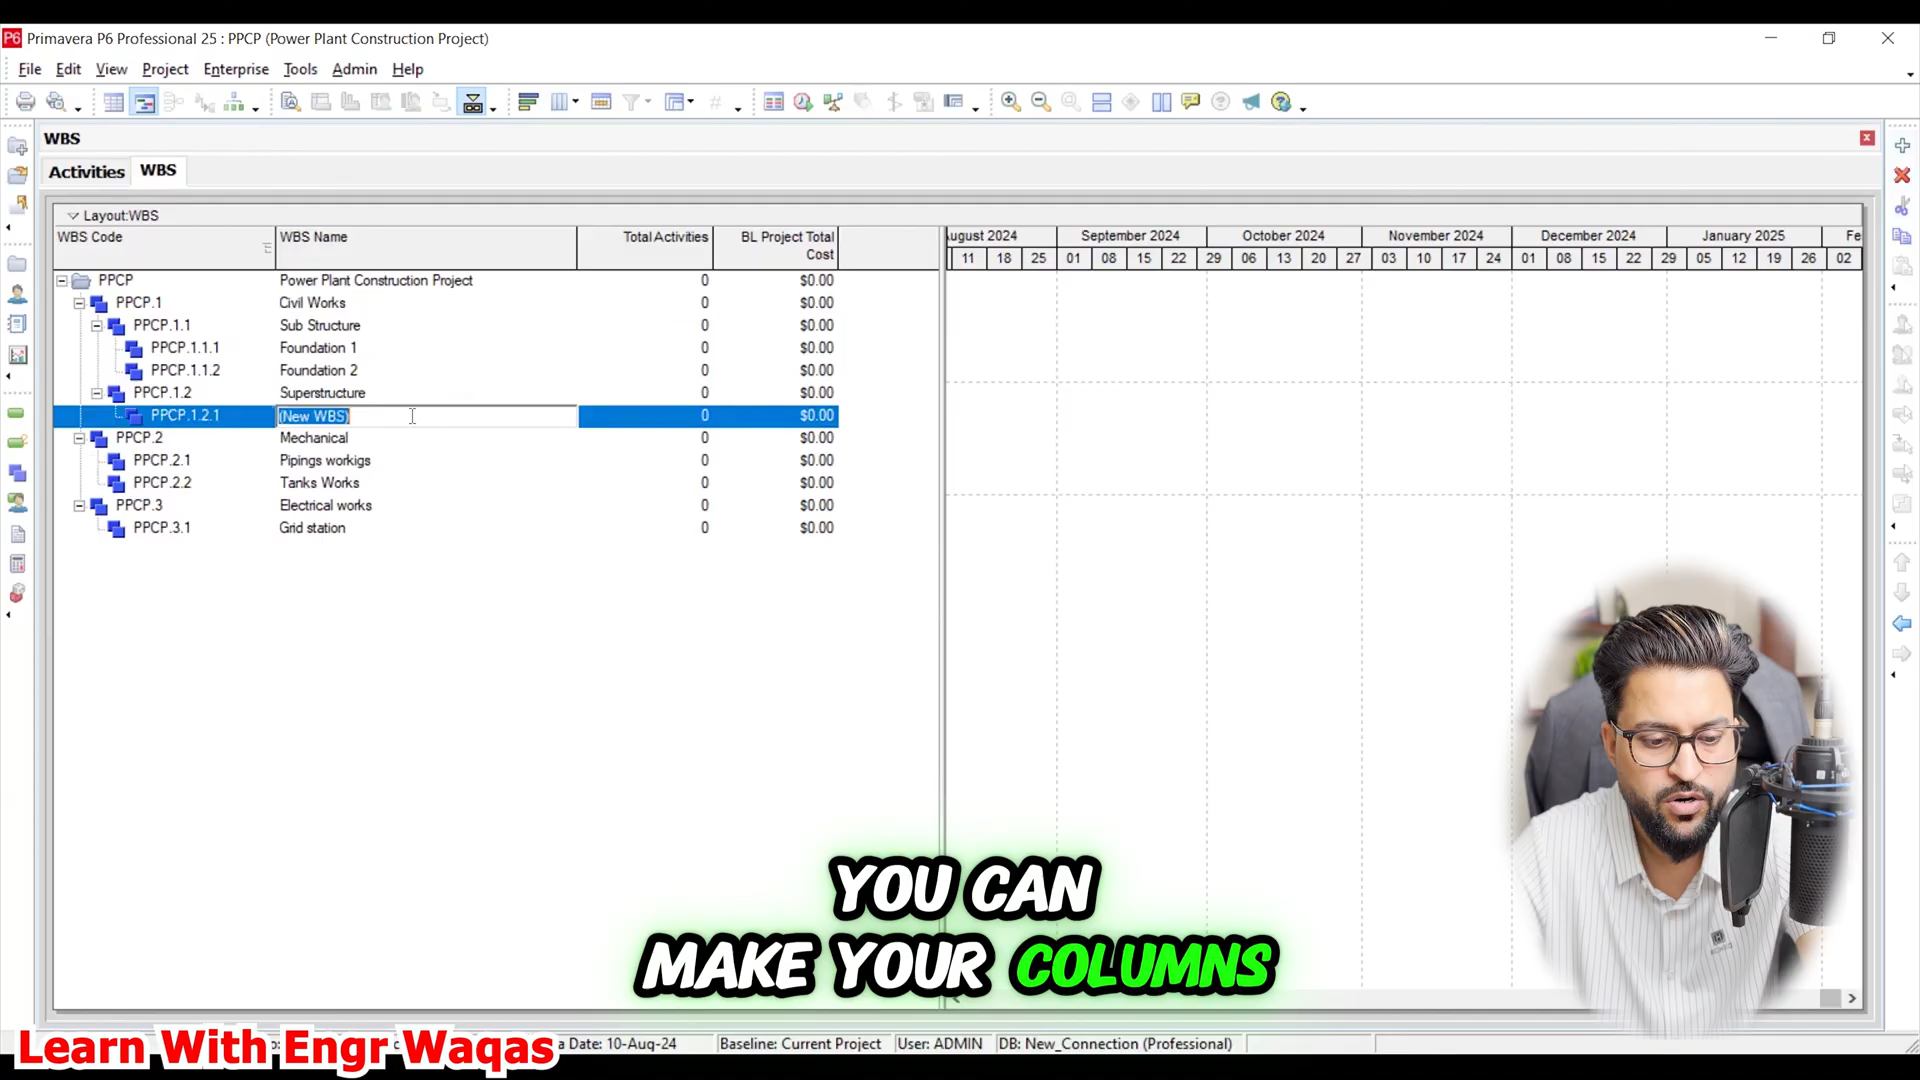 P6 Primavera P6 Professional 25 : PPCP (Power Plant Construction Project)
File Edit View Project Enterprise Tools Admin Help
WBS
Activities WBS
Layout:WBS
WBS Code WBS Name Total Activities BL Project Total Cost
August 2024 September 2024 October 2024 November 2024 December 2024 January 2025 Fe
11 18 25 01 08 15 22 29 06 13 20 27 03 10 17 24 01 08 15 22 29 05 12 19 26 02
PPCP Power Plant Construction Project 0 $0.00
PPCP.1 Civil Works 0 $0.00
PPCP.1.1 Sub Structure 0 $0.00
PPCP.1.1.1 Foundation 1 0 $0.00
PPCP.1.1.2 Foundation 2 0 $0.00
PPCP.1.2 Superstructure 0 $0.00
PPCP.1.2.1 (New WBS) 0 $0.00
PPCP.2 Mechanical 0 $0.00
PPCP.2.1 Pipings workigs 0 $0.00
PPCP.2.2 Tanks Works 0 $0.00
PPCP.3 Electrical works 0 $0.00
PPCP.3.1 Grid station 0 $0.00
YOU CAN
MAKE YOUR COLUMNS
Learn With Engr Waqas
a Date: 10-Aug-24 Baseline: Current Project User: ADMIN DB: New_Connection (Professional)